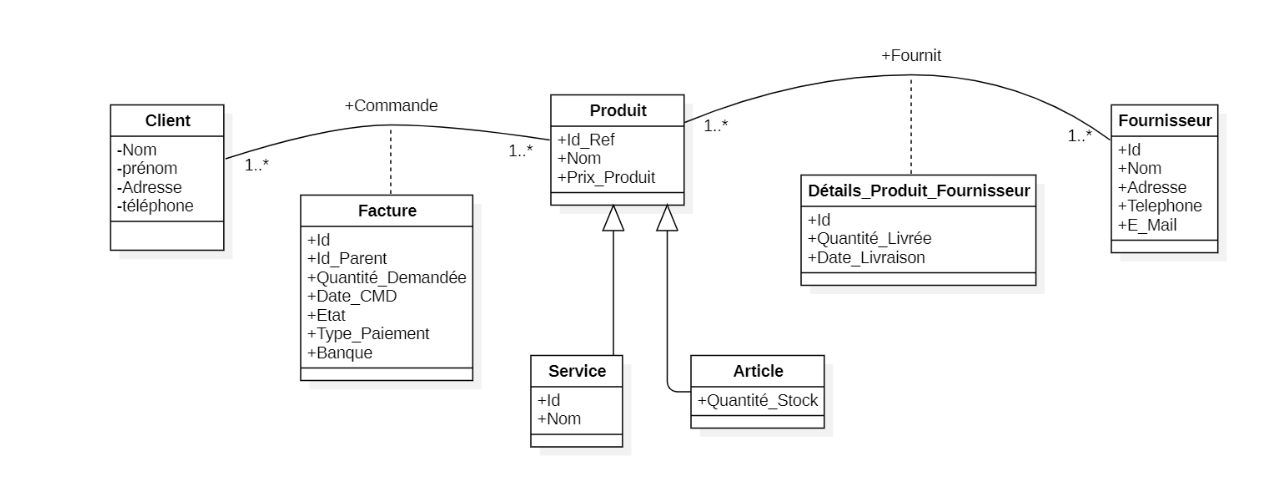 +Fournit
+Commande
Client
-Nom
-prénom
-Adresse
-téléphone
1..*
1..*
Produit
+Id_Ref
+Nom
+Prix_Produit
1..*
1..*
Fournisseur
+Id
+Nom
+Adresse
+Telephone
+E_Mail
Facture
+Id
+Id_Parent
+Quantité_Demandée
+Date_CMD
+Etat
+Type_Paiement
+Banque
Détails_Produit_Fournisseur
+Id
+Quantité_Livrée
+Date_Livraison
Service
+Id
+Nom
Article
+Quantité_Stock